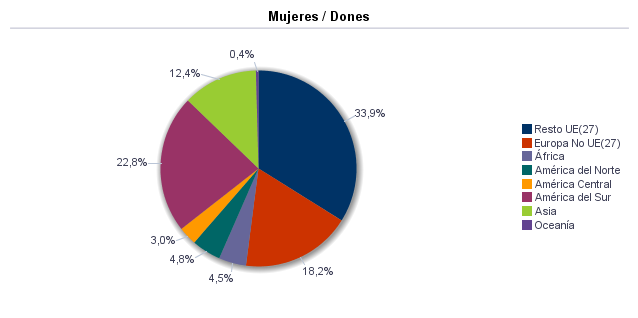 Mujeres / Dones
0,4%
12,4%
33,9%
22,8%
3,0%
4,8%
4,5%
18,2%
Resto UE(27)
Europa No UE(27)
África
América del Norte
América Central
América del Sur
Asia
Oceanía